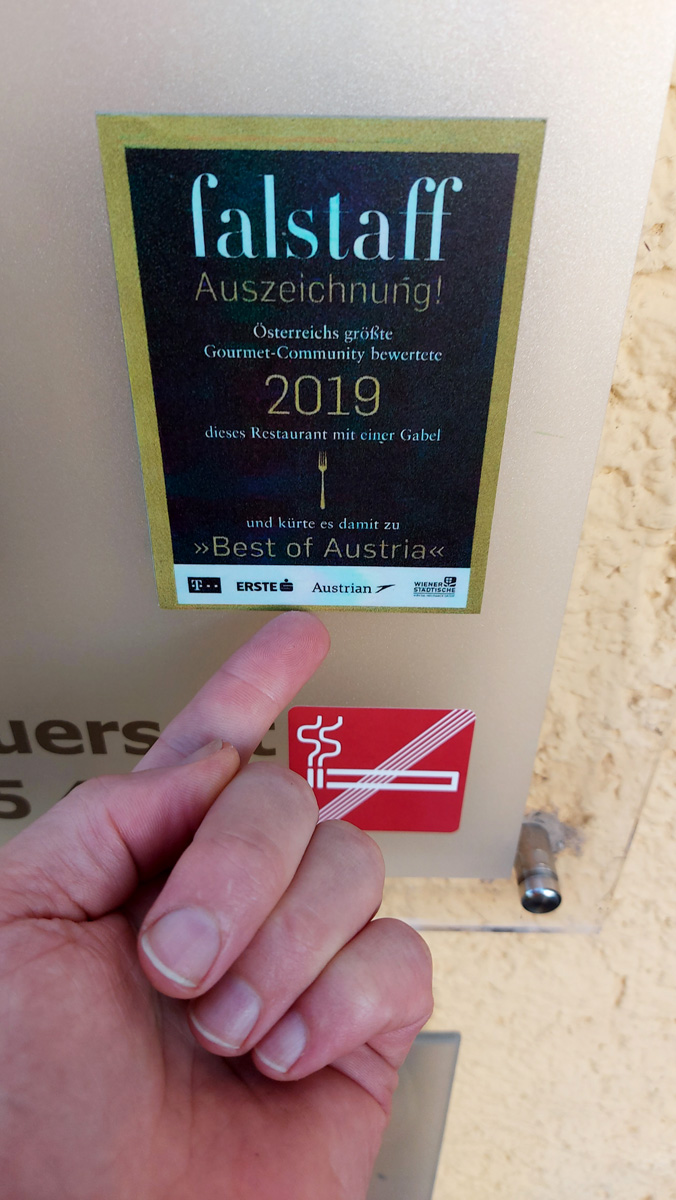 falstaff
Auszeichnung!
Österreichs größte
Gourmet-Community bewertete
2019
dieses Restaurant mit einer Gabel
und kürte es damit zu
»Best of Austria«
T
ERSTE
Austrian
WIENER
STÄDTISCHE